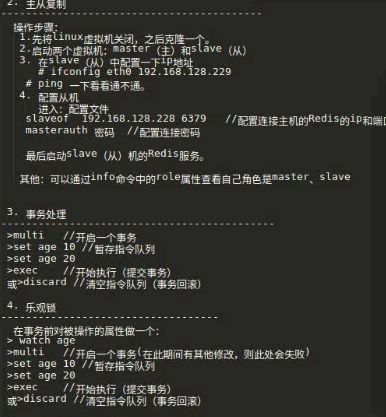 2. 主从复制
----------------------------------------
操作步骤:
1.先将linux虚拟机关闭，之后克隆一个。
2.启动两个虚拟机：master（主）和slave（从）
3. 在slave（从）中配置一下ip地址
# ifconfig eth0 192.168.128.229
# ping 一下看看通不通。
4. 配置从机
进入：配置文件
slaveof 192.168.128.228 6379 //配置连接主机的Redis的ip和端口
masterauth 密码 //配置连接密码
最后启动slave（从）机的Redis服务。
其他：可以通过info命令中的role属性查看自己角色是master、slave
3. 事务处理
----------------------------------------
>multi //开启一个事务
>set age 10 //暂存指令队列
>set age 20
>exec //开始执行（提交事务）
或>discard //清空指令队列（事务回滚）
4. 乐观锁
--------------------------------
在事务前对被操作的属性做一个：
> watch age
>multi //开启一个事务(在此期间有其他修改，则此处会失败)
>set age 10 //暂存指令队列
>set age 20
>exec //开始执行（提交事务）
或>discard //清空指令队列（事务回滚）